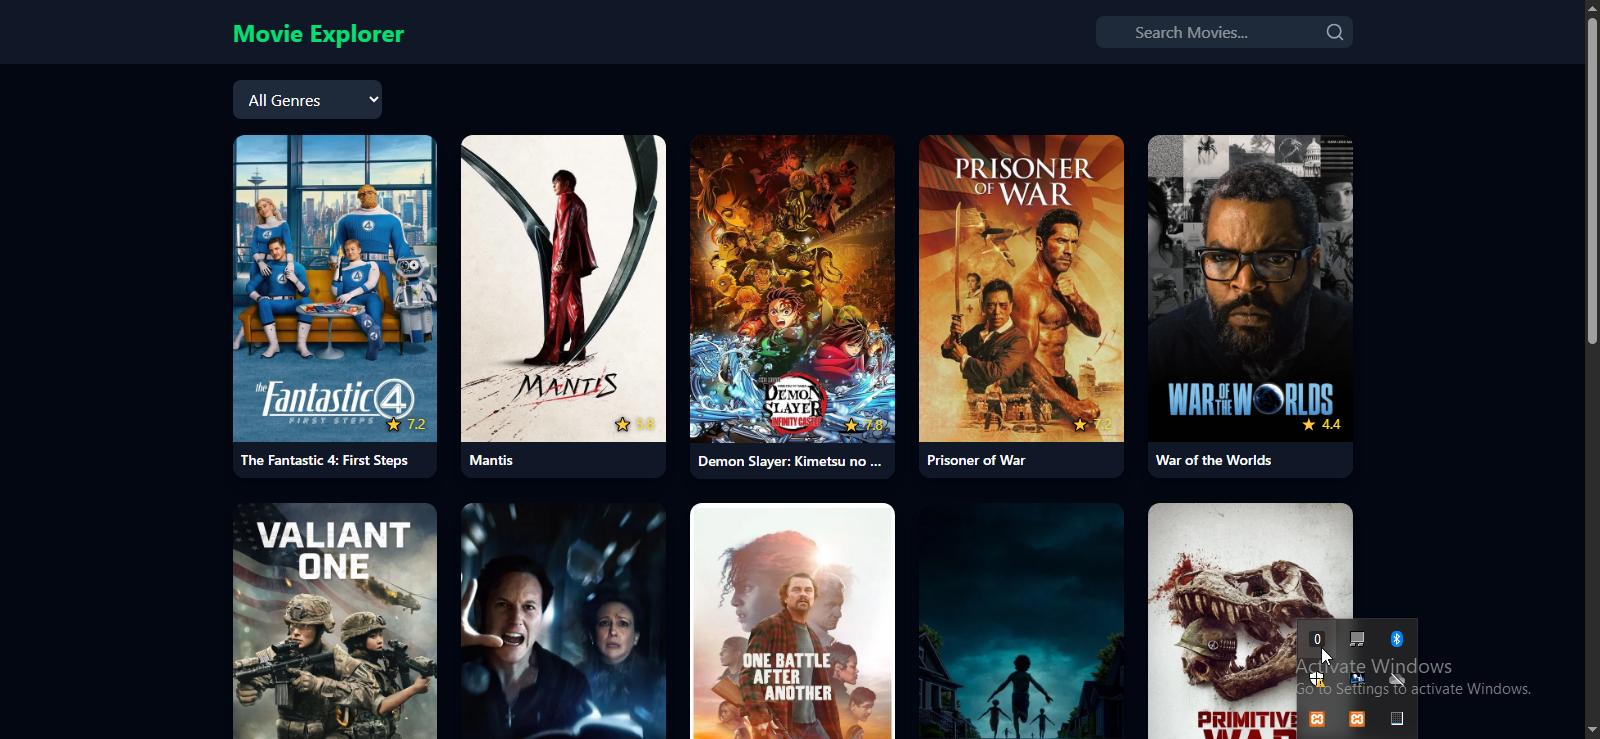 Movie Explorer
Search Movies...
All Genres
the Fantastic 4
FIRST STEPS
7.2
The Fantastic 4: First Steps
MANTIS
5.8
Mantis
DEMON
SLAYER
INFINITY CASTLE
7.8
Demon Slayer: Kimetsu no ...
PRISONER
OF WAR
7.2
Prisoner of War
WAR OF THE WORLDS
4.4
War of the Worlds
VALIANT
ONE
ONE BATTLE
AFTER
ANOTHER
PRIMITIVE
WAR
0
Activate Windows
Go to Settings to activate Windows.